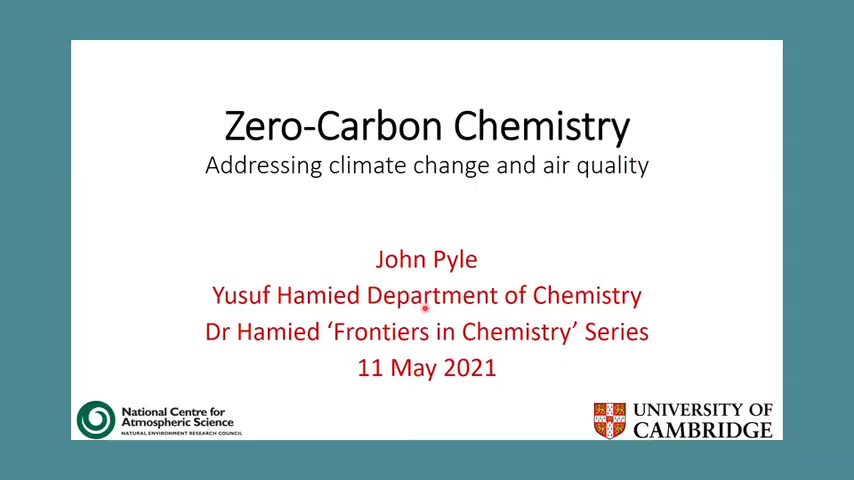 Zero-Carbon Chemistry
Addressing climate change and air quality
John Pyle
Yusuf Hamied Department of Chemistry
Dr Hamied ‘Frontiers in Chemistry’ Series
11 May 2021
National Centre for
Atmospheric Science
NATURAL ENVIRONMENT RESEARCH COUNCIL
UNIVERSITY OF
CAMBRIDGE